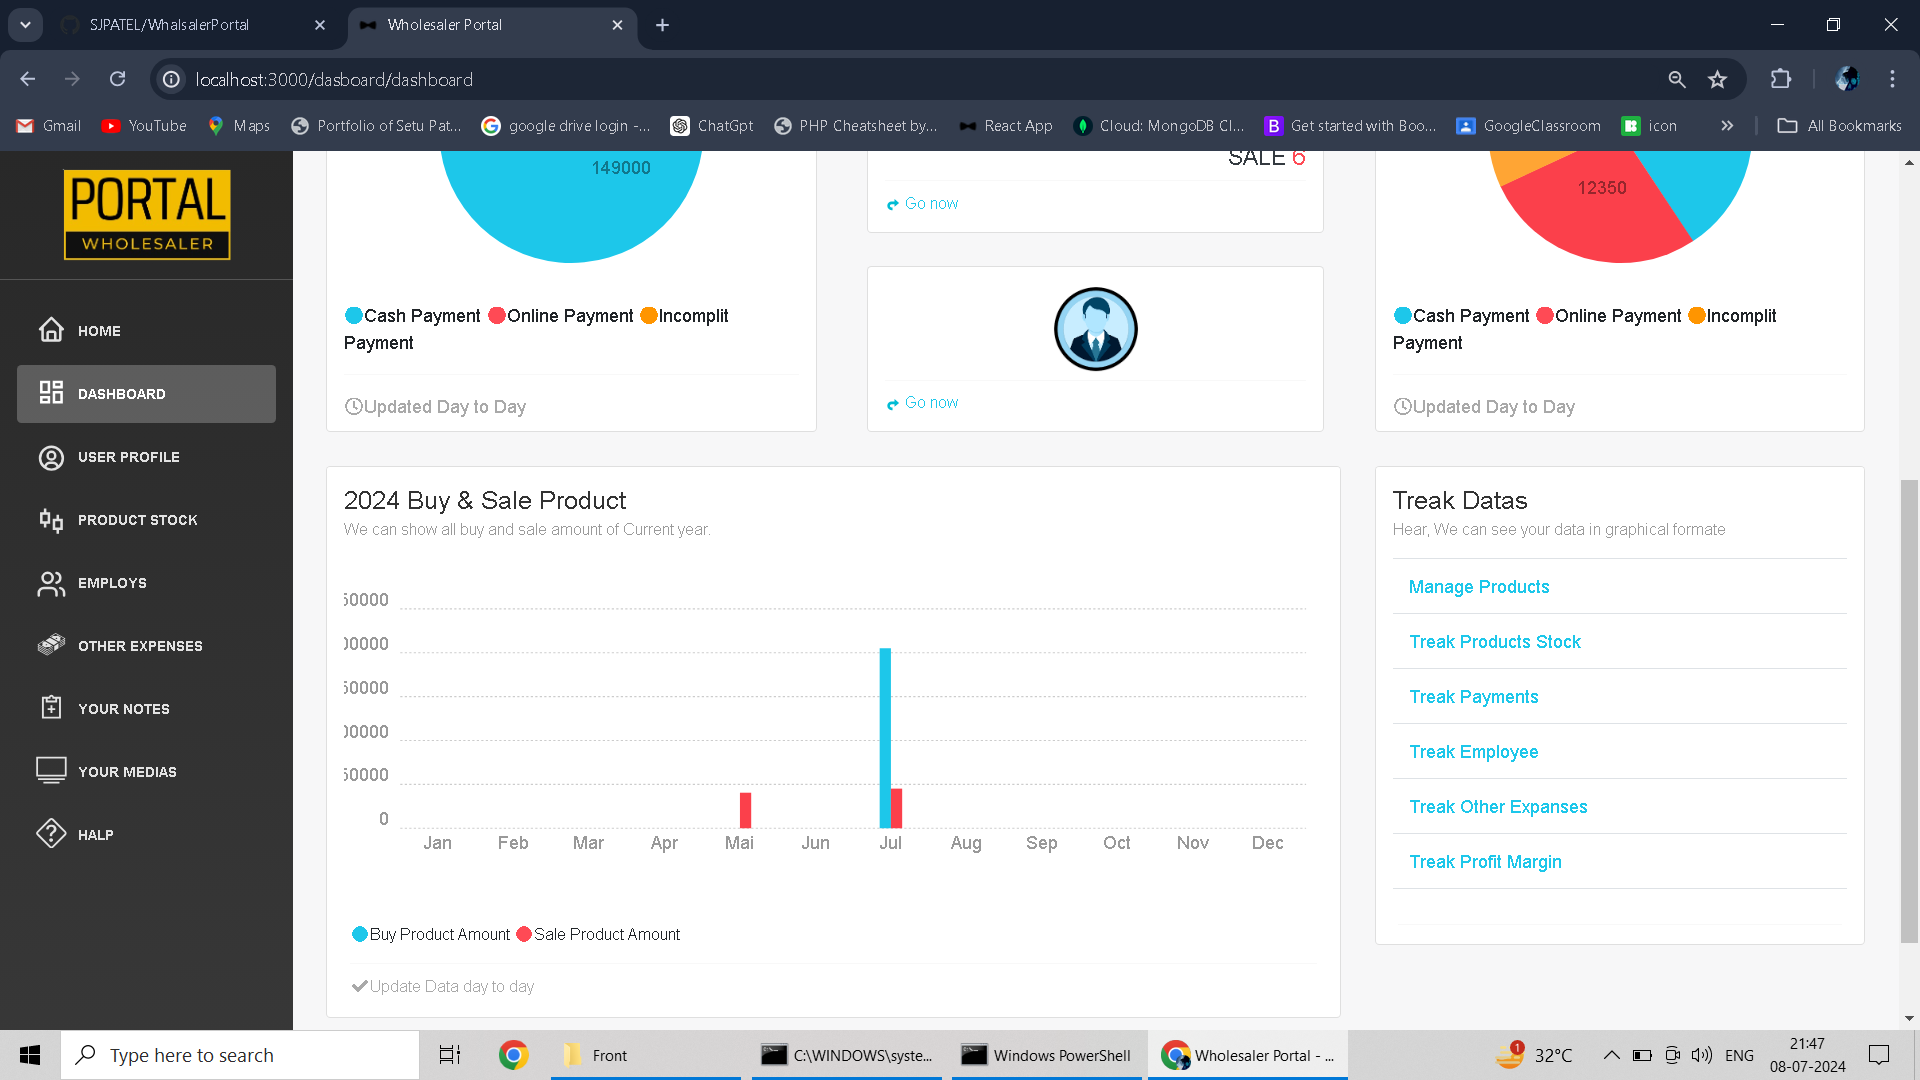 SJPATEL/WhalsalerPortal
Wholesaler Portal
localhost:3000/dasboard/dashboard
Gmail
YouTube
Maps
Portfolio of Setu Pat...
google drive login -...
ChatGpt
PHP Cheatsheet by...
React App
Cloud: MongoDB Cl...
Get started with Boo...
GoogleClassroom
icon
All Bookmarks
PORTAL
WHOLESALER
HOME
DASHBOARD
USER PROFILE
PRODUCT STOCK
EMPLOYS
OTHER EXPENSES
YOUR NOTES
YOUR MEDIAS
HALP
149000
Cash Payment Online Payment Incomplit
Payment
Updated Day to Day
SALE 6
Go now
Go now
12350
Cash Payment Online Payment Incomplit
Payment
Updated Day to Day
2024 Buy & Sale Product
We can show all buy and sale amount of Current year.
50000
00000
50000
00000
50000
0
Jan Feb Mar Apr Mai Jun Jul Aug Sep Oct Nov Dec
Buy Product Amount Sale Product Amount
Update Data day to day
Treak Datas
Hear, We can see your data in graphical formate
Manage Products
Treak Products Stock
Treak Payments
Treak Employee
Treak Other Expanses
Treak Profit Margin
Type here to search
Front
C:\WINDOWS\syste...
Windows PowerShell
Wholesaler Portal - ...
1
32°C
ENG
21:47
08-07-2024